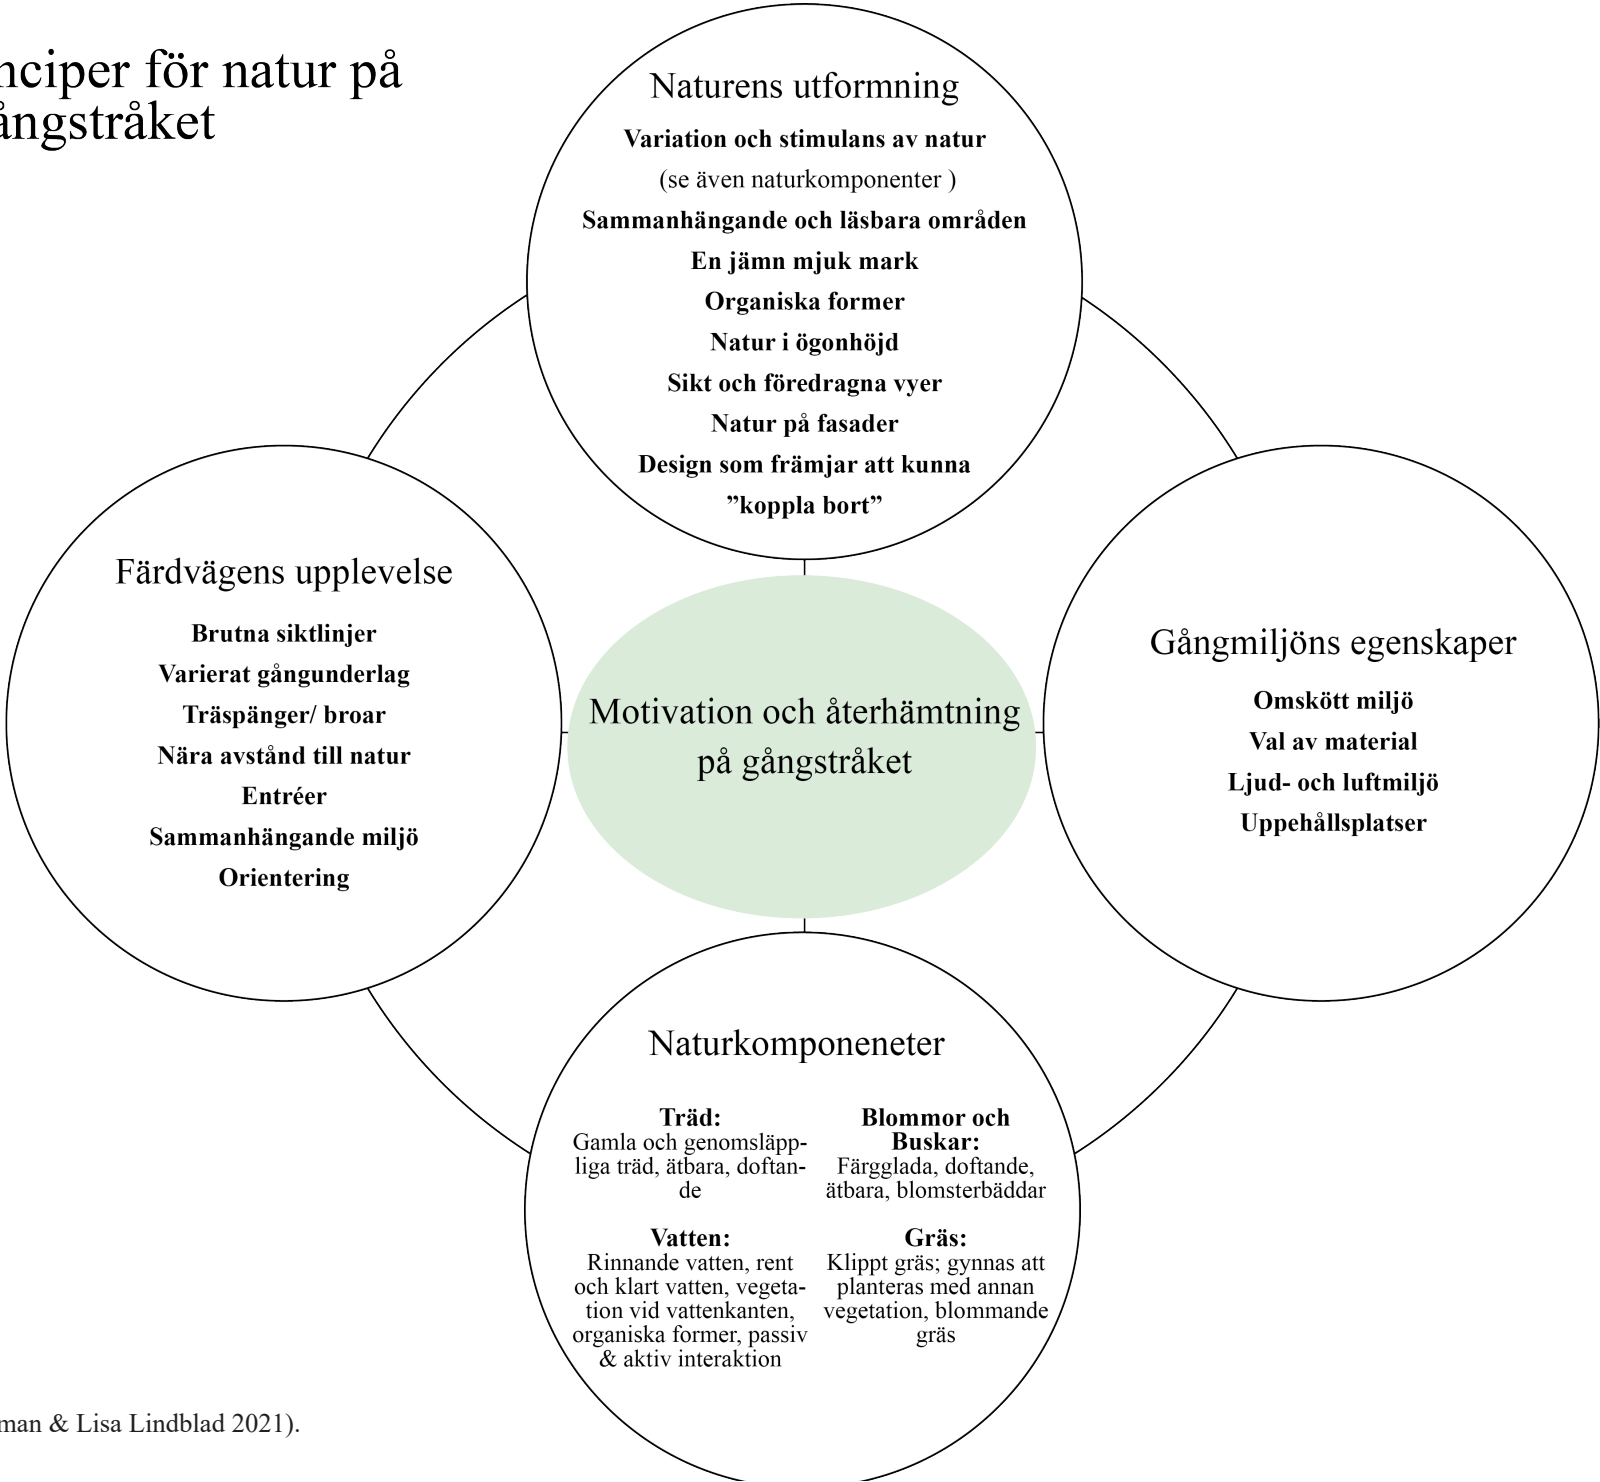 nciper för natur på
ångstråket
Naturens utformning
Variation och stimulans av natur
(se även naturkomponenter )
Sammanhängande och läsbara områden
En jämn mjuk mark
Organiska former
Natur i ögonhöjd
Sikt och föredragna vyer
Natur på fasader
Design som främjar att kunna
”koppla bort”
Färdvägens upplevelse
Brutna siktlinjer
Varierat gångunderlag
Träspänger/ broar
Nära avstånd till natur
Entréer
Sammanhängande miljö
Orientering
Motivation och återhämtning
på gångstråket
Gångmiljöns egenskaper
Omskött miljö
Val av material
Ljud- och luftmiljö
Uppehållsplatser
Naturkomponeneter
Träd:
Gamla och genomsläpp-
liga träd, ätbara, doftan-
de
Blommor och
Buskar:
Färgglada, doftande,
ätbara, blomsterbäddar
Vatten:
Rinnande vatten, rent
och klart vatten, vegeta-
tion vid vattenkanten,
organiska former, passiv
& aktiv interaktion
Gräs:
Klippt gräs; gynnas att
planteras med annan
vegetation, blommande
gräs
man & Lisa Lindblad 2021).